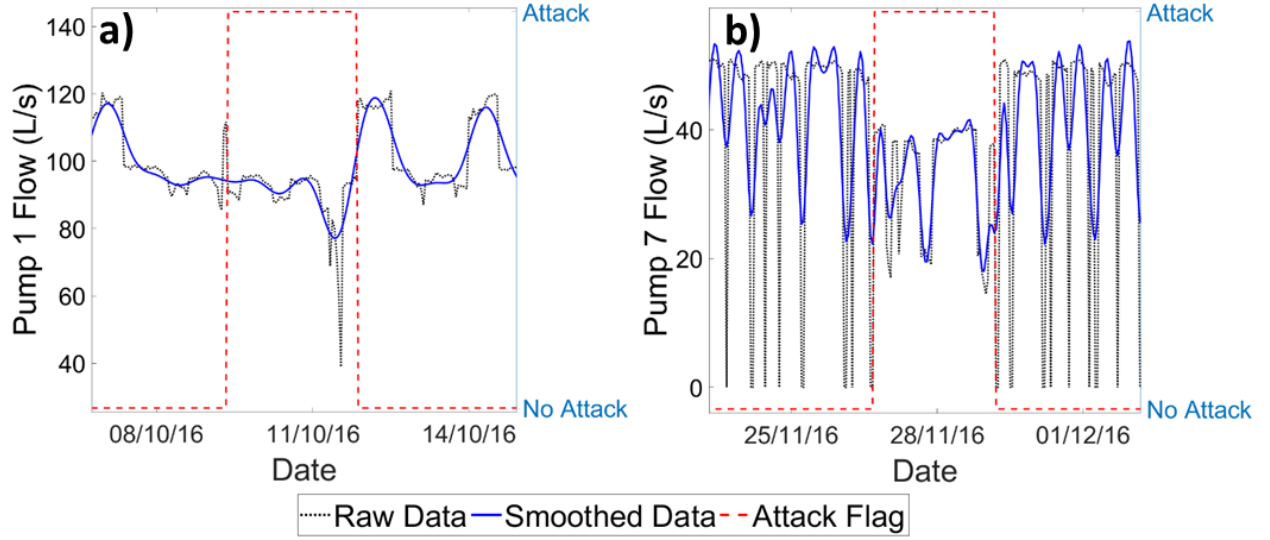 a)
Attack
140
120
100
80
60
40
Pump 1 Flow (L/s)
No Attack
08/10/16
11/10/16
14/10/16
Date
b)
Attack
40
20
0
Pump 7 Flow (L/s)
No Attack
25/11/16
28/11/16
01/12/16
Date
Raw Data
Smoothed Data
Attack Flag